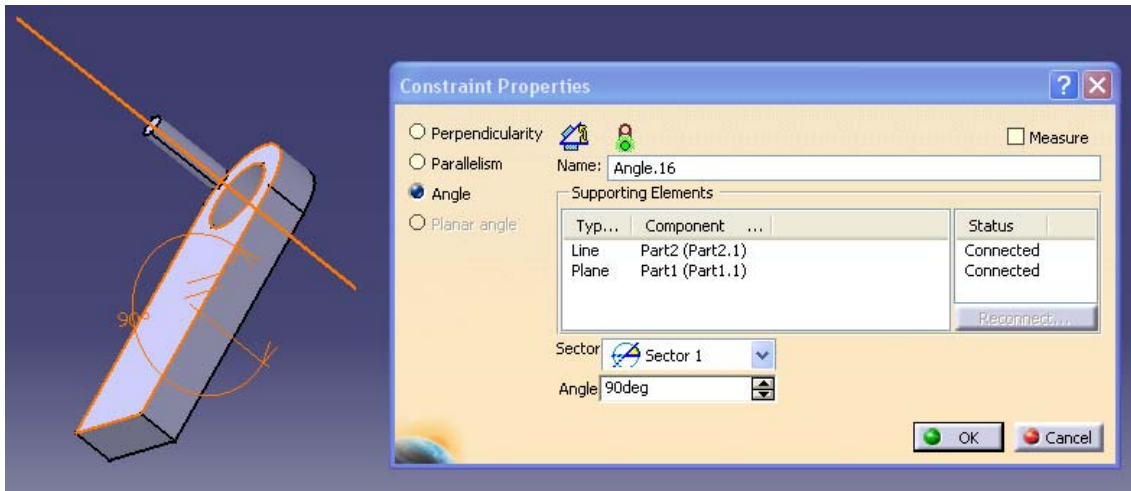 90°
Constraint Properties
Perpendicularity
Parallelism
Angle
Planar angle
Measure
Name: Angle.16
Supporting Elements
Typ... Component ... Status
Line Part2 (Part2.1) Connected
Plane Part1 (Part1.1) Connected
Reconnect...
Sector Sector 1
Angle 90deg
OK Cancel